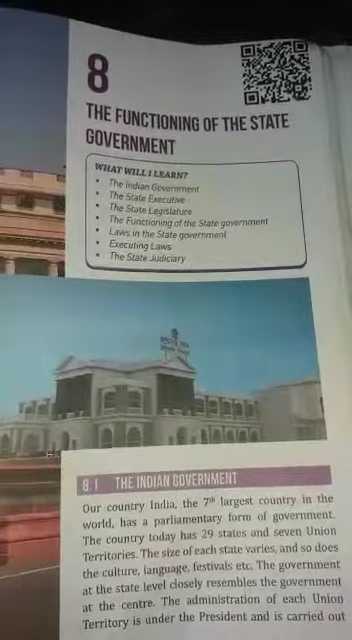 8
THE FUNCTIONING OF THE STATE
GOVERNMENT
WHAT WILL I LEARN?
• The Indian Government
• The State Executive
• The State Legislature
• The Functioning of the State government
• Laws in the State government
• Executing Laws
• The State Judiciary
8.1 THE INDIAN GOVERNMENT
Our country India, the 7th largest country in the
world, has a parliamentary form of government.
The country today has 29 states and seven Union
Territories. The size of each state varies, and so does
the culture, language, festivals etc. The government
at the state level closely resembles the government
at the centre. The administration of each Union
Territory is under the President and is carried out